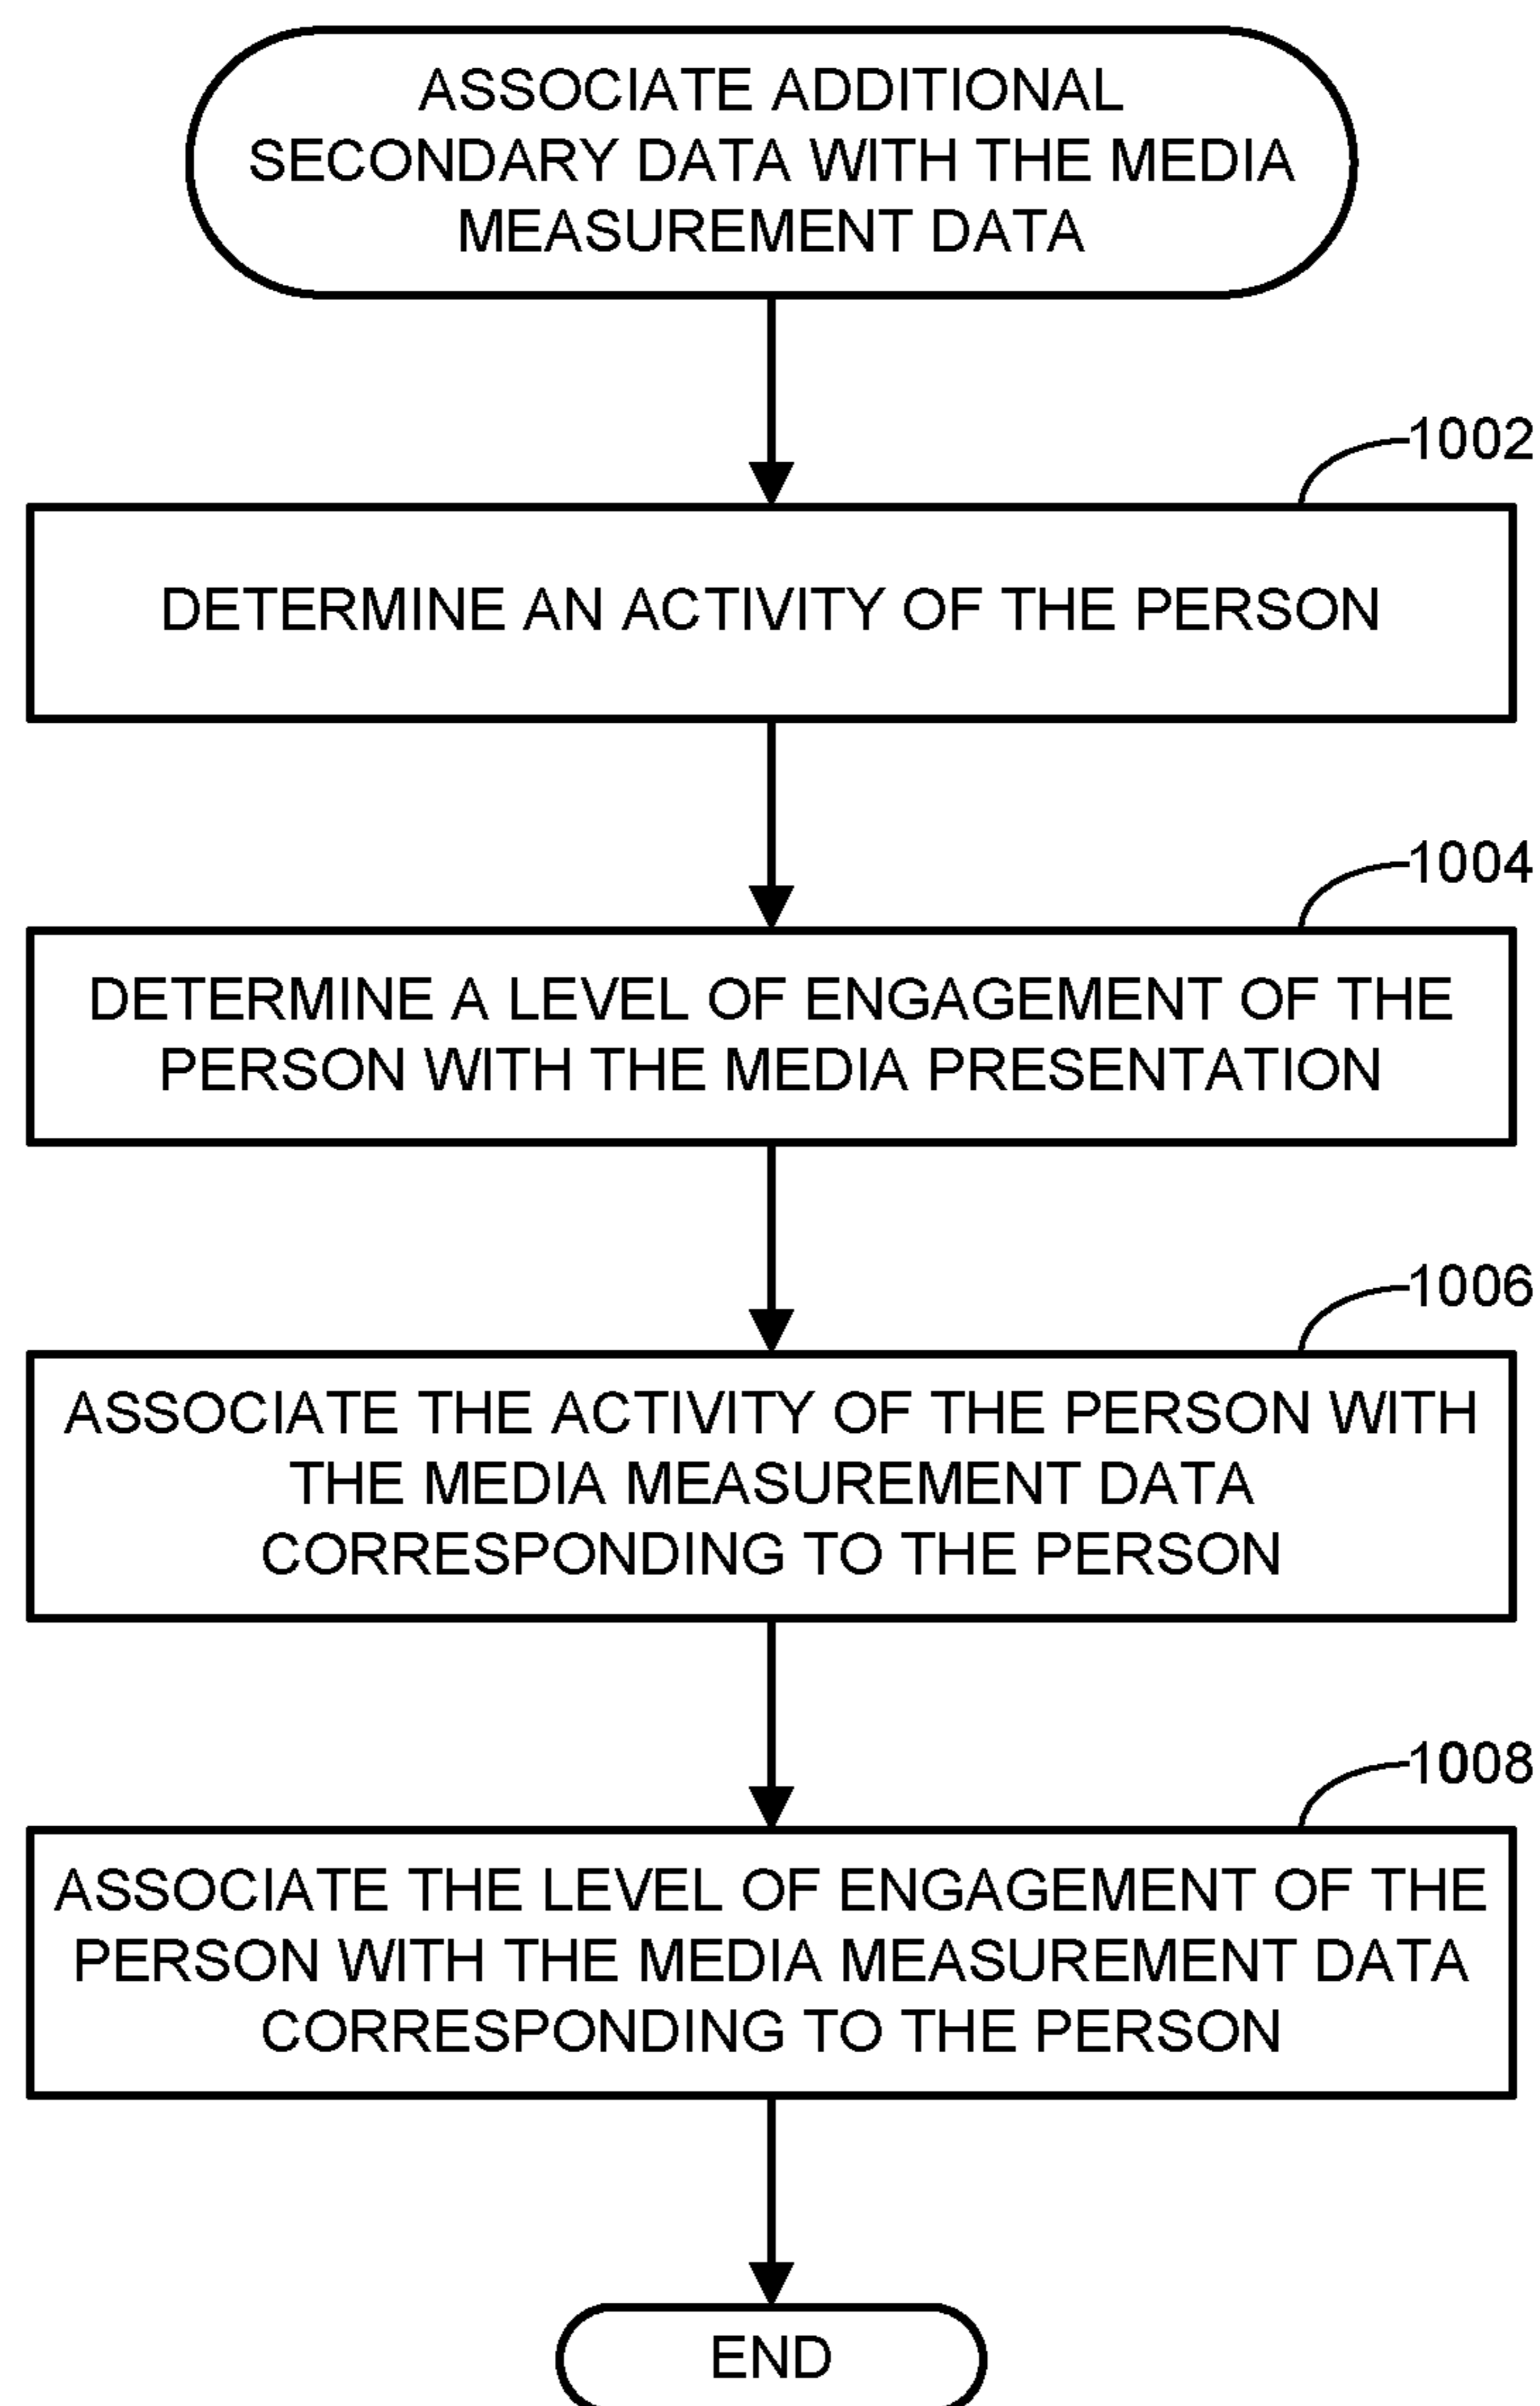 ASSOCIATE ADDITIONAL
SECONDARY DATA WITH THE MEDIA
MEASUREMENT DATA
1002
DETERMINE AN ACTIVITY OF THE PERSON
1004
DETERMINE A LEVEL OF ENGAGEMENT OF THE
PERSON WITH THE MEDIA PRESENTATION
1006
ASSOCIATE THE ACTIVITY OF THE PERSON WITH
THE MEDIA MEASUREMENT DATA
CORRESPONDING TO THE PERSON
1008
ASSOCIATE THE LEVEL OF ENGAGEMENT OF THE
PERSON WITH THE MEDIA MEASUREMENT DATA
CORRESPONDING TO THE PERSON
END